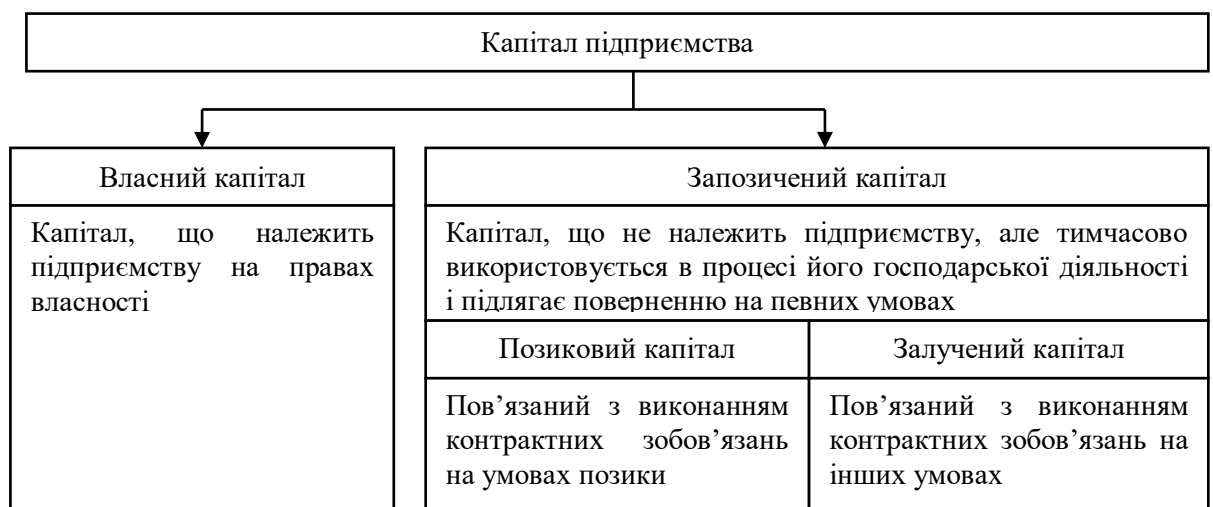 Капітал підприємства
Власний капітал
Капітал, що належить
підприємству на правах
власності
Запозичений капітал
Капітал, що не належить підприємству, але тимчасово
використовується в процесі його господарської діяльності
і підлягає поверненню на певних умовах
Позиковий капітал
Пов’язаний з виконанням
контрактних зобов’язань
на умовах позики
Залучений капітал
Пов’язаний з виконанням
контрактних зобов’язань на
інших умовах